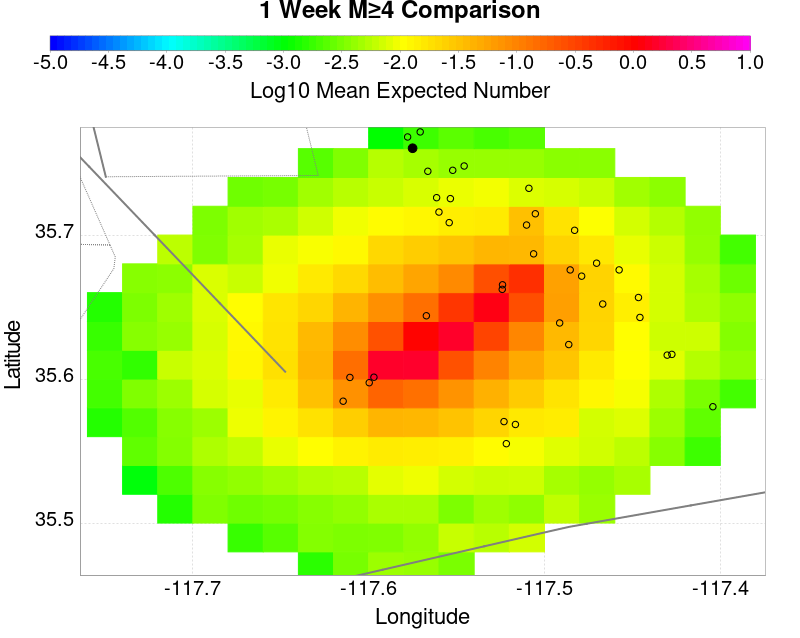 1 Week M≥4 Comparison
-5.0 -4.5 -4.0 -3.5 -3.0 -2.5 -2.0 -1.5 -1.0 -0.5 0.0 0.5 1.0
Log10 Mean Expected Number
35.7
35.6
35.5
Latitude
-117.7 -117.6 -117.5 -117.4
Longitude